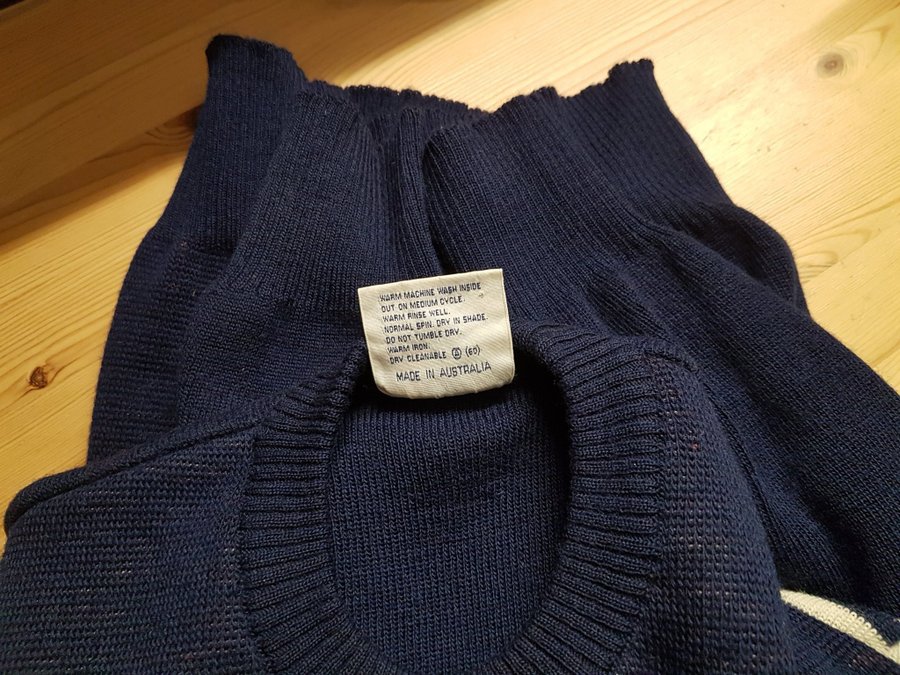 WARM MACHINE WASH INSIDE
OUT ON MEDIUM CYCLE.
WARM RINSE WELL.
NORMAL SPIN. DRY IN SHADE.
DO NOT TUMBLE DRY.
WARM IRON.
DRY CLEANABLE Ⓐ (60)
MADE IN AUSTRALIA